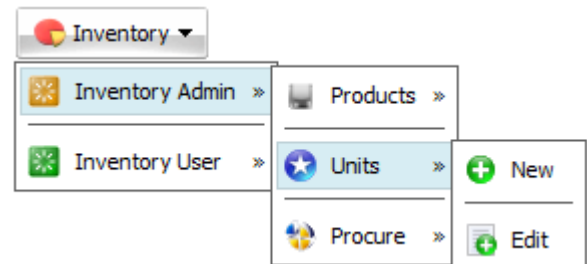 Inventory
Inventory Admin »
Products »
Inventory User »
Units »
New
Procure »
Edit